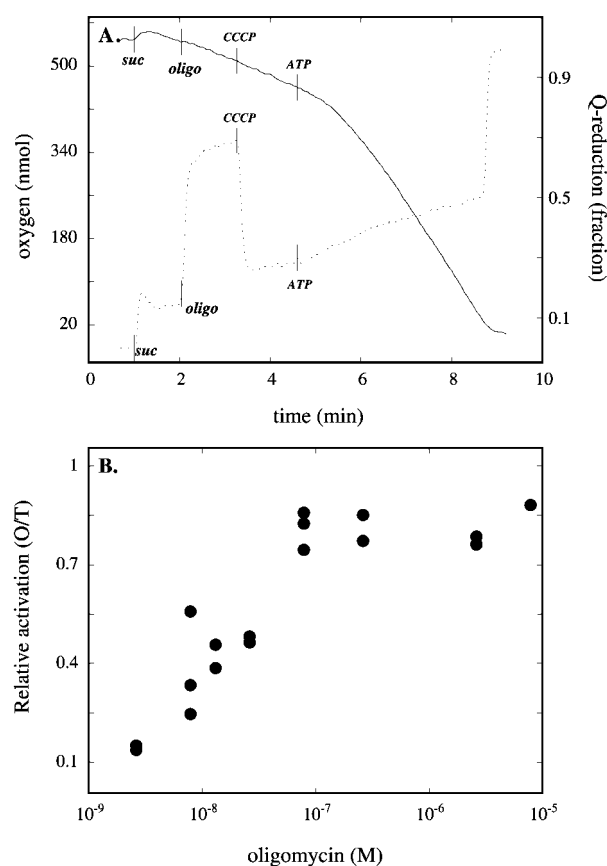 A.
suc
oligo
CCCP
ATP
CCCP
ATP
oligo
suc
500
340
180
20
oxygen (nmol)
0.9
0.5
0.1
Q-reduction (fraction)
0 2 4 6 8 10
time (min)
B.
1
0.7
0.4
0.1
Relative activation (O/T)
10⁻⁹ 10⁻⁸ 10⁻⁷ 10⁻⁶ 10⁻⁵
oligomycin (M)